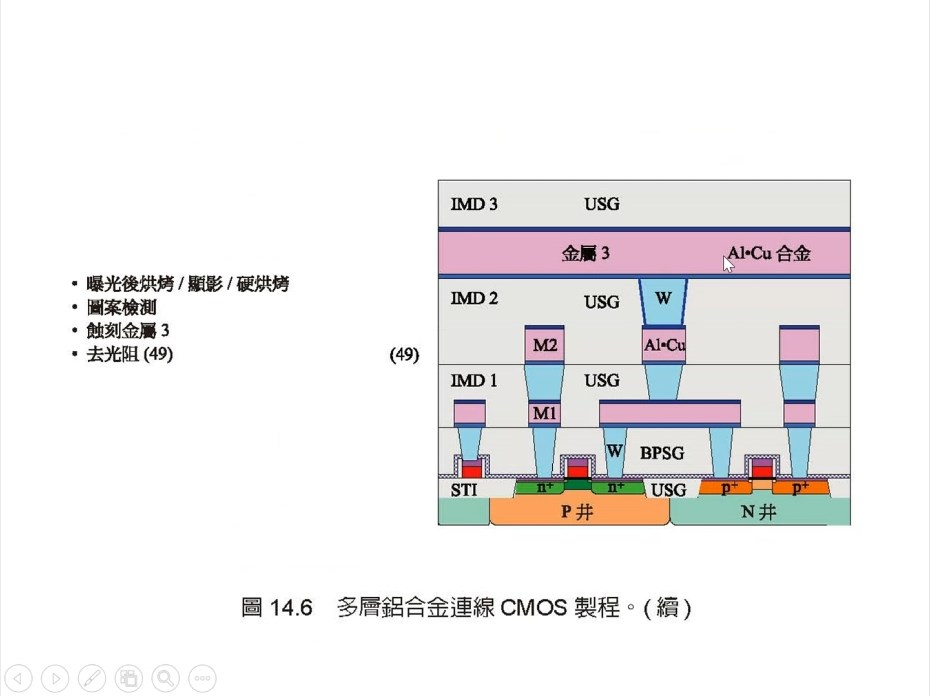 • 曝光後烘烤 / 顯影 / 硬烘烤
• 圖案檢測
• 蝕刻金屬 3
• 去光阻 (49)
(49)
IMD 3 USG
金屬 3 Al•Cu 合金
IMD 2 USG W
M2 Al•Cu
IMD 1 USG
M1
W BPSG
STI n+ n+ USG p+ p+
P 井 N 井
圖 14.6 多層鋁合金連線 CMOS 製程。( 續 )